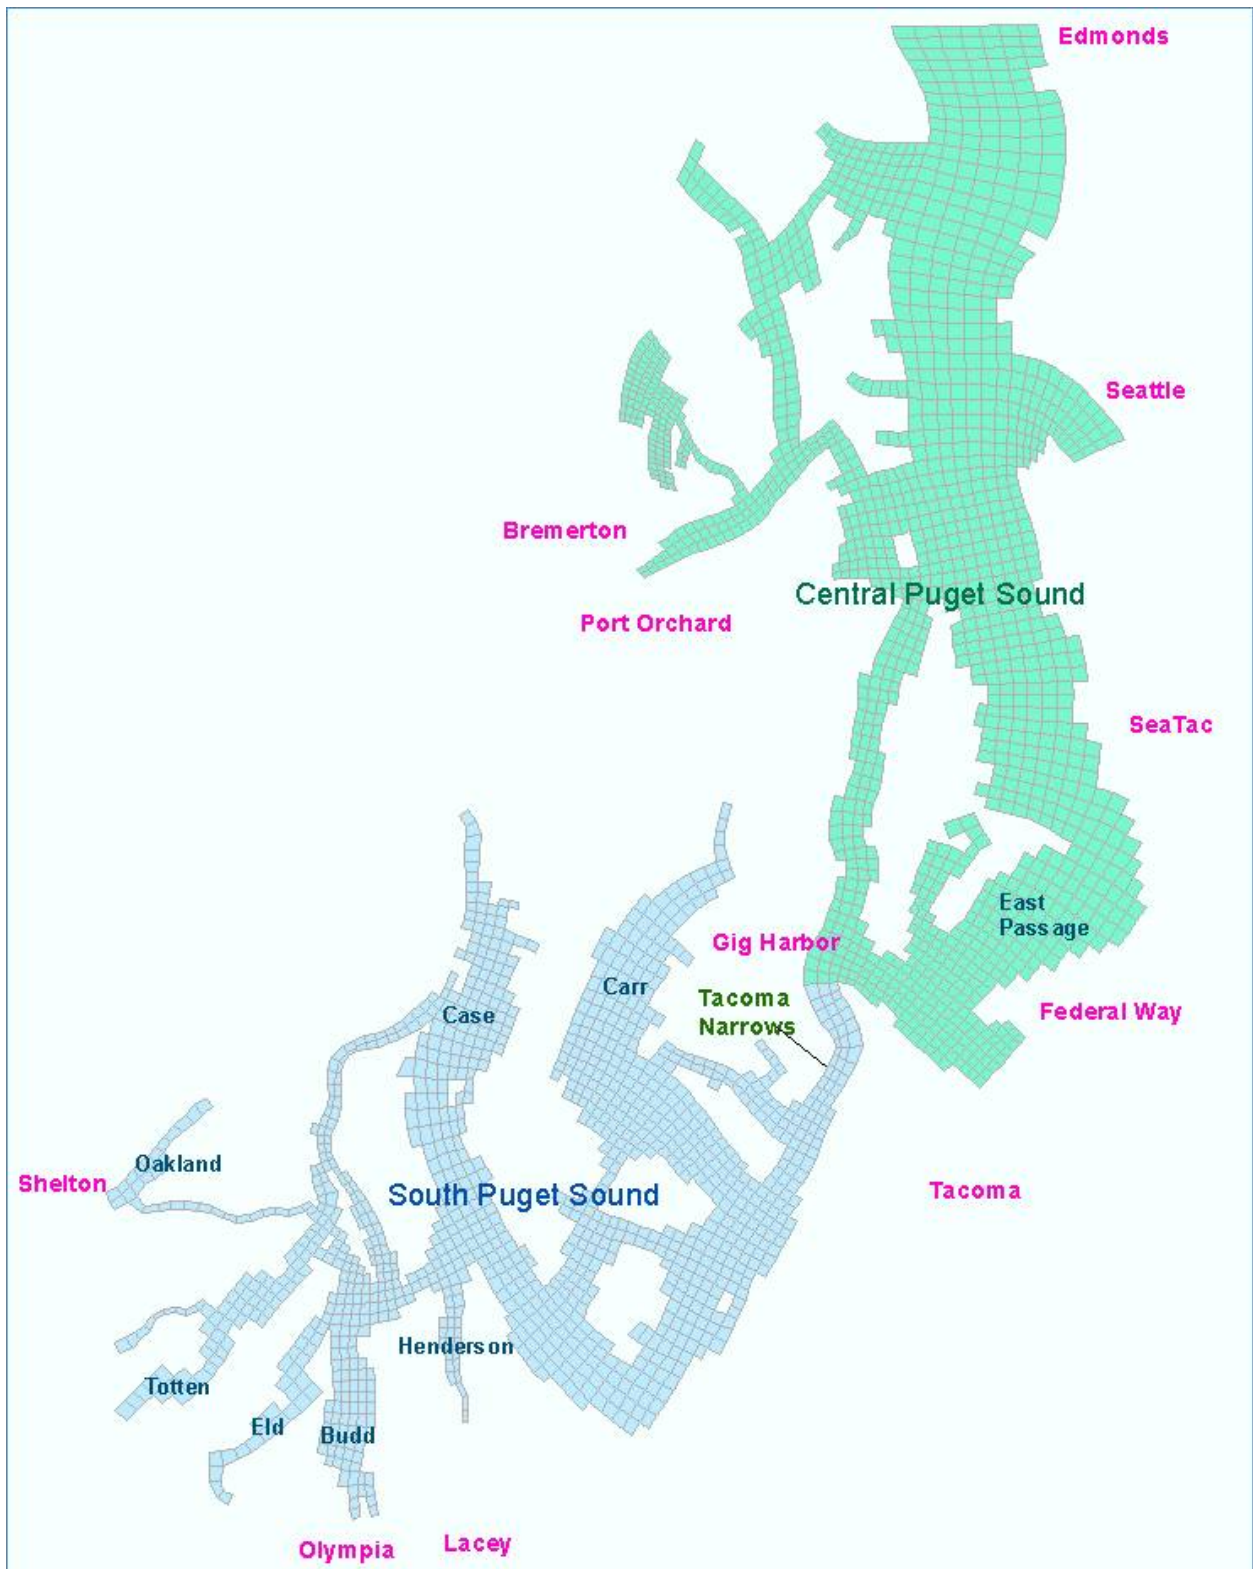 Edmonds
Seattle
Bremerton
Central Puget Sound
Port Orchard
SeaTac
East
Passage
Gig Harbor
Carr
Tacoma
Narrows
Case
Federal Way
Oakland
Shelton
South Puget Sound
Tacoma
Henderson
Totten
Eld
Budd
Olympia
Lacey